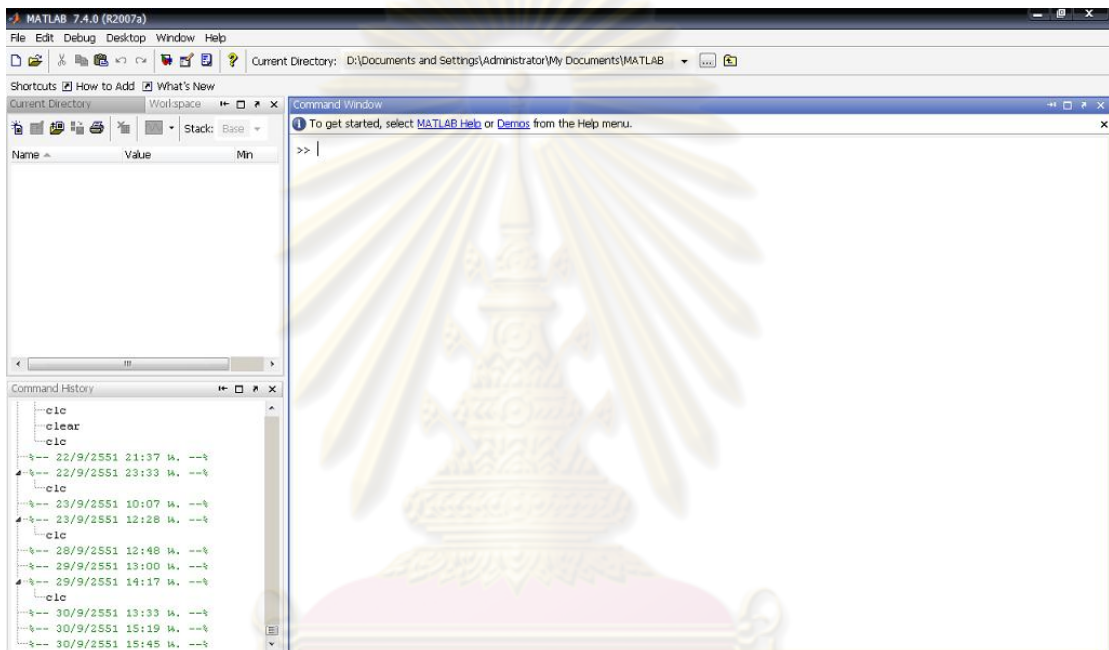 MATLAB 7.4.0 (R2007a)
File Edit Debug Desktop Window Help
Current Directory: D:\Documents and Settings\Administrator\My Documents\MATLAB
Shortcuts How to Add What's New
Current Directory Workspace
Stack: Base
Name Value Min
Command Window
To get started, select MATLAB Help or Demos from the Help menu.
>>
Command History
clc
clear
clc
%-- 22/9/2551 21:37 น. --%
%-- 22/9/2551 23:33 น. --%
clc
%-- 23/9/2551 10:07 น. --%
%-- 23/9/2551 12:28 น. --%
clc
%-- 28/9/2551 12:48 น. --%
%-- 29/9/2551 13:00 น. --%
%-- 29/9/2551 14:17 น. --%
clc
%-- 30/9/2551 13:33 น. --%
%-- 30/9/2551 15:19 น. --%
%-- 30/9/2551 15:45 น. --%